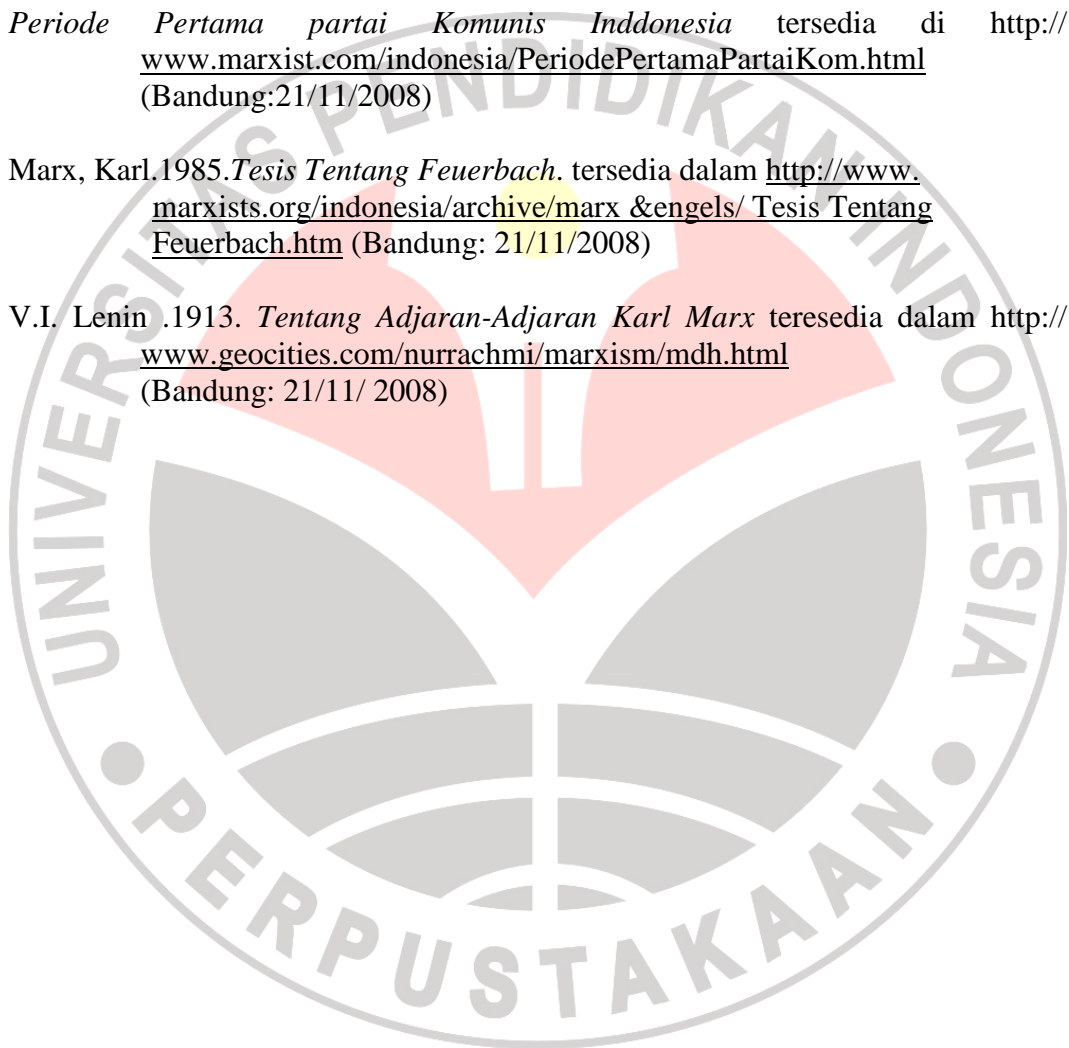 Periode Pertama partai Komunis Inddonesia tersedia di http://
www.marxist.com/indonesia/PeriodePertamaPartaiKom.html
(Bandung:21/11/2008)
Marx, Karl.1985.Tesis Tentang Feuerbach. tersedia dalam http://www.
marxists.org/indonesia/archive/marx &engels/ Tesis Tentang
Feuerbach.htm (Bandung: 21/11/2008)
V.I. Lenin .1913. Tentang Adjaran-Adjaran Karl Marx teresedia dalam http://
www.geocities.com/nurrachmi/marxism/mdh.html
(Bandung: 21/11/ 2008)
UNIVERSITAS PENDIDIKAN INDONESIA
PERPUSTAKAAN